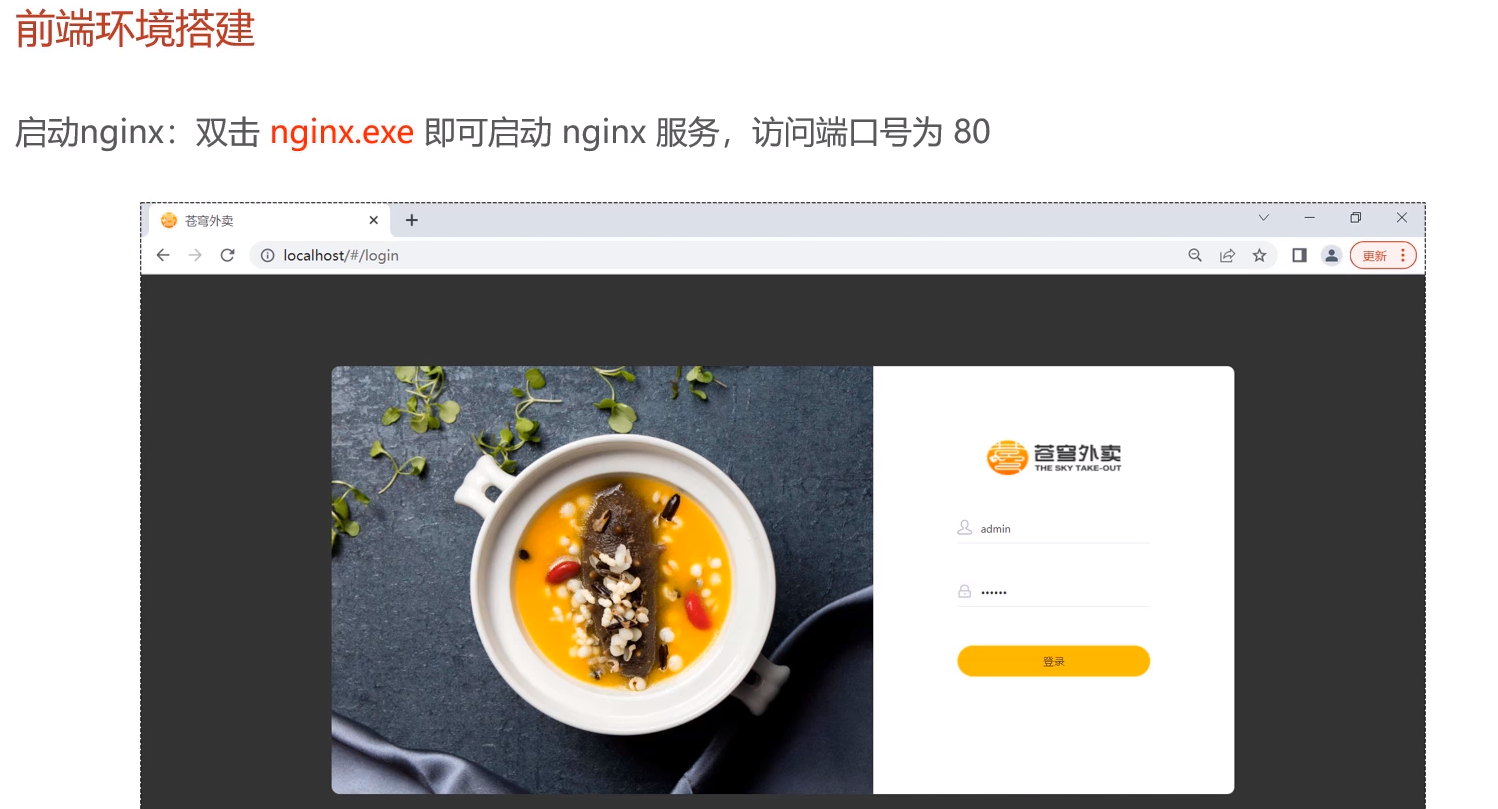 前端环境搭建
启动nginx：双击 nginx.exe 即可启动 nginx 服务，访问端口号为 80
苍穹外卖
localhost/#/login
更新
苍穹外卖
THE SKY TAKE-OUT
admin
••••••
登录